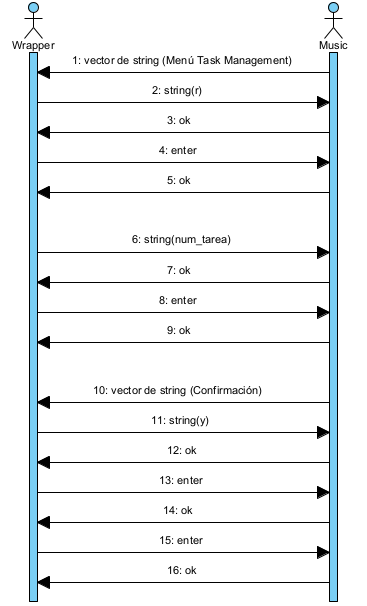 Wrapper Music
1: vector de string (Menú Task Management)
2: string(r)
3: ok
4: enter
5: ok
6: string(num_tarea)
7: ok
8: enter
9: ok
10: vector de string (Confirmación)
11: string(y)
12: ok
13: enter
14: ok
15: enter
16: ok